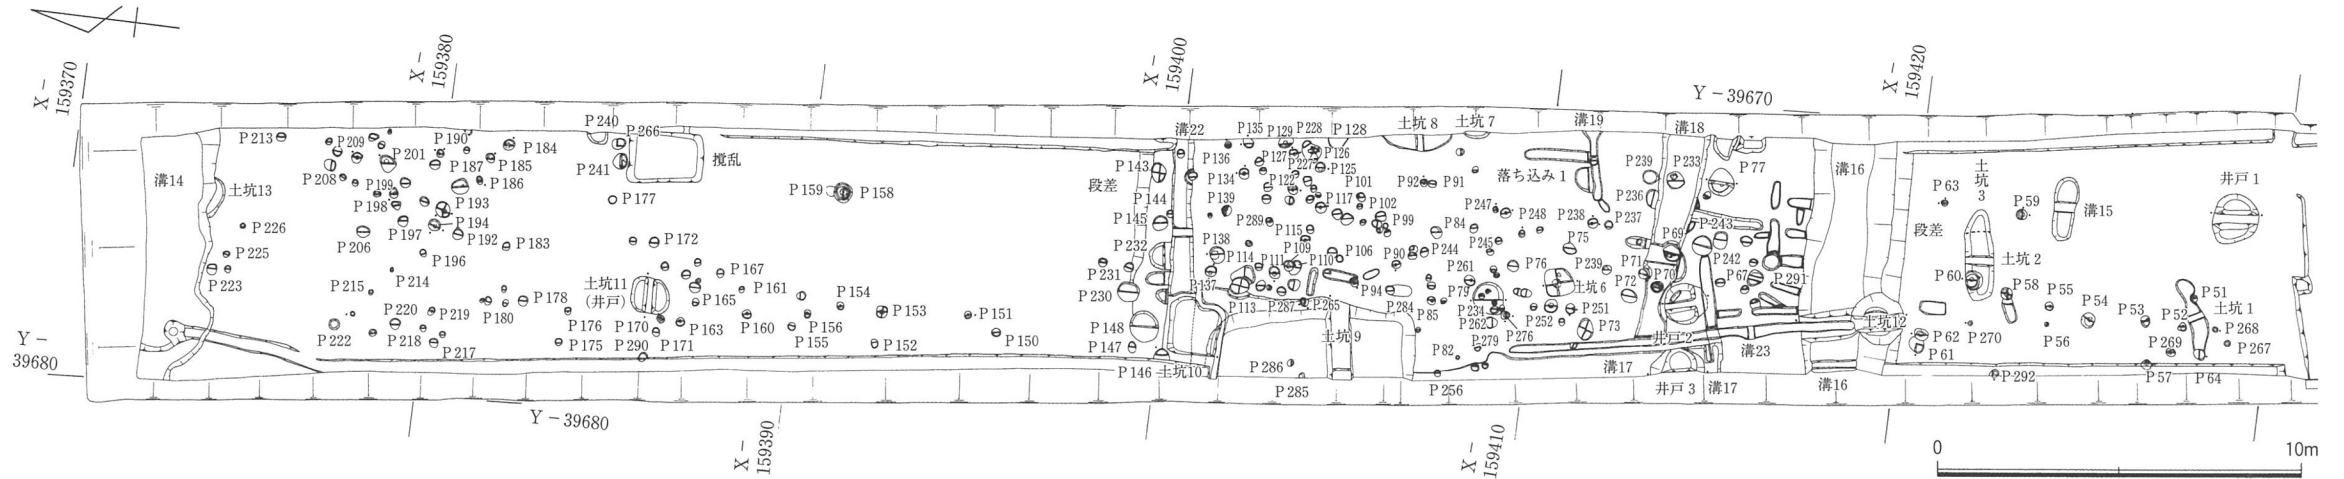 X－159370
X－159380
X－159400
Y－39670
X－159420
Y－39680
Y－39680
X－159390
X－159410
0
10m
溝14
土坑13
P 213
P 209
P 190
P 184
P 201
P 187
P 185
P 208
P 199
P 186
P 198
P 193
P 194
P 197
P 192
P 206
P 183
P 226
P 225
P 223
P 196
P 214
P 215
P 220
P 219
P 180
P 178
P 222
P 218
P 217
P 176
P 175
P 240
P 266
P 241
攪乱
P 177
P 159
P 158
P 172
土坑11
(井戸)
P 167
P 161
P 165
P 154
P 153
P 151
P 170
P 163
P 160
P 156
P 155
P 290
P 171
P 152
P 150
溝22
P 143
段差
P 144
P 145
P 232
P 231
P 230
P 148
P 147
P 146
土坑10
P 135
P 129
P 228
P 128
P 136
P 127
P 126
P 227
P 125
P 134
P 122
P 101
P 139
P 117
P 102
P 289
P 115
P 99
P 138
P 109
P 106
P 90
P 114
P 111
P 110
P 137
P 94
P 113
P 287
P 265
P 284
土坑9
P 286
P 285
土坑8
土坑7
P 92
P 91
P 84
P 247
P 248
P 244
P 245
P 261
P 76
P 79
P 234
P 262
P 276
P 85
P 279
P 82
P 256
溝19
落ち込み1
P 238
P 237
P 75
P 239
土坑6
P 252
P 251
P 73
溝17
溝18
P 239
P 233
P 77
P 236
P 69
P 243
P 71
P 70
P 242
P 72
P 67
P 291
井戸2
溝23
井戸3
溝17
溝16
溝16
土坑12
P 63
土坑3
P 59
溝15
井戸1
段差
土坑2
P 60
P 58
P 55
P 54
P 53
P 51
P 52
土坑1
P 62
P 61
P 270
P 56
P 268
P 269
P 267
P 292
P 57
P 64